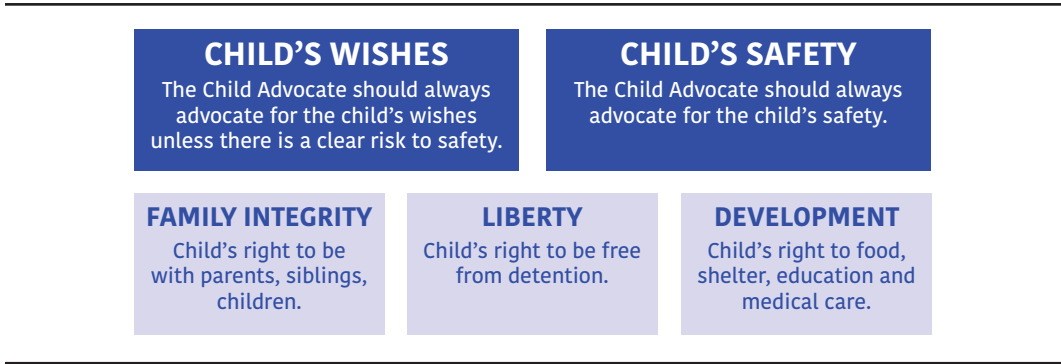 CHILD’S WISHES
The Child Advocate should always
advocate for the child’s wishes
unless there is a clear risk to safety.
CHILD’S SAFETY
The Child Advocate should always
advocate for the child’s safety.
FAMILY INTEGRITY
Child’s right to be
with parents, siblings,
children.
LIBERTY
Child’s right to be free
from detention.
DEVELOPMENT
Child’s right to food,
shelter, education and
medical care.